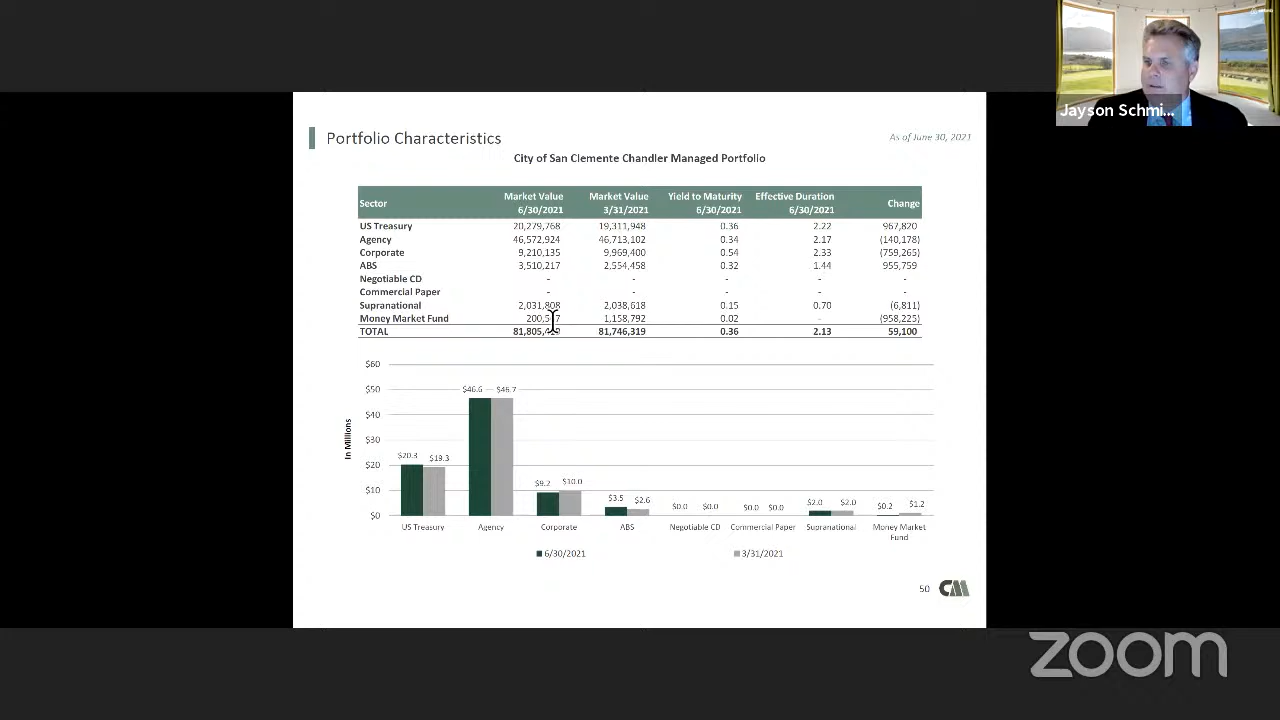 Jayson Schmi...
Portfolio Characteristics
As of June 30, 2021
City of San Clemente Chandler Managed Portfolio
Sector Market Value 6/30/2021 Market Value 3/31/2021 Yield to Maturity 6/30/2021 Effective Duration 6/30/2021 Change
US Treasury 20,279,768 19,311,948 0.36 2.22 967,820
Agency 46,572,924 46,713,102 0.34 2.17 (140,178)
Corporate 9,210,135 9,969,400 0.54 2.33 (759,265)
ABS 3,510,217 2,554,458 0.32 1.44 955,759
Negotiable CD - - - - -
Commercial Paper - - - - -
Supranational 2,031,808 2,038,618 0.15 0.70 (6,811)
Money Market Fund 1,158,792 0.02 - (958,225)
TOTAL 81,746,319 0.36 2.13 59,100
In Millions
$60
$50
$40
$30
$20
$10
$0
$20.3 $19.3
$46.6 $46.7
$9.2 $10.0
$3.5 $2.6
$0.0 $0.0
$0.0 $0.0
$2.0 $2.0
$0.2 $1.2
US Treasury Agency Corporate ABS Negotiable CD Commercial Paper Supranational Money Market
Fund
6/30/2021 3/31/2021
50 CM
zoom